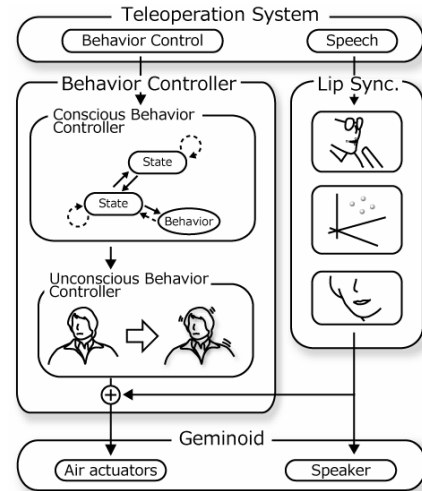 Teleoperation System
Behavior Control
Speech
Behavior Controller
Lip Sync.
Conscious Behavior
Controller
State
State
Behavior
Unconscious Behavior
Controller
Geminoid
Air actuators
Speaker